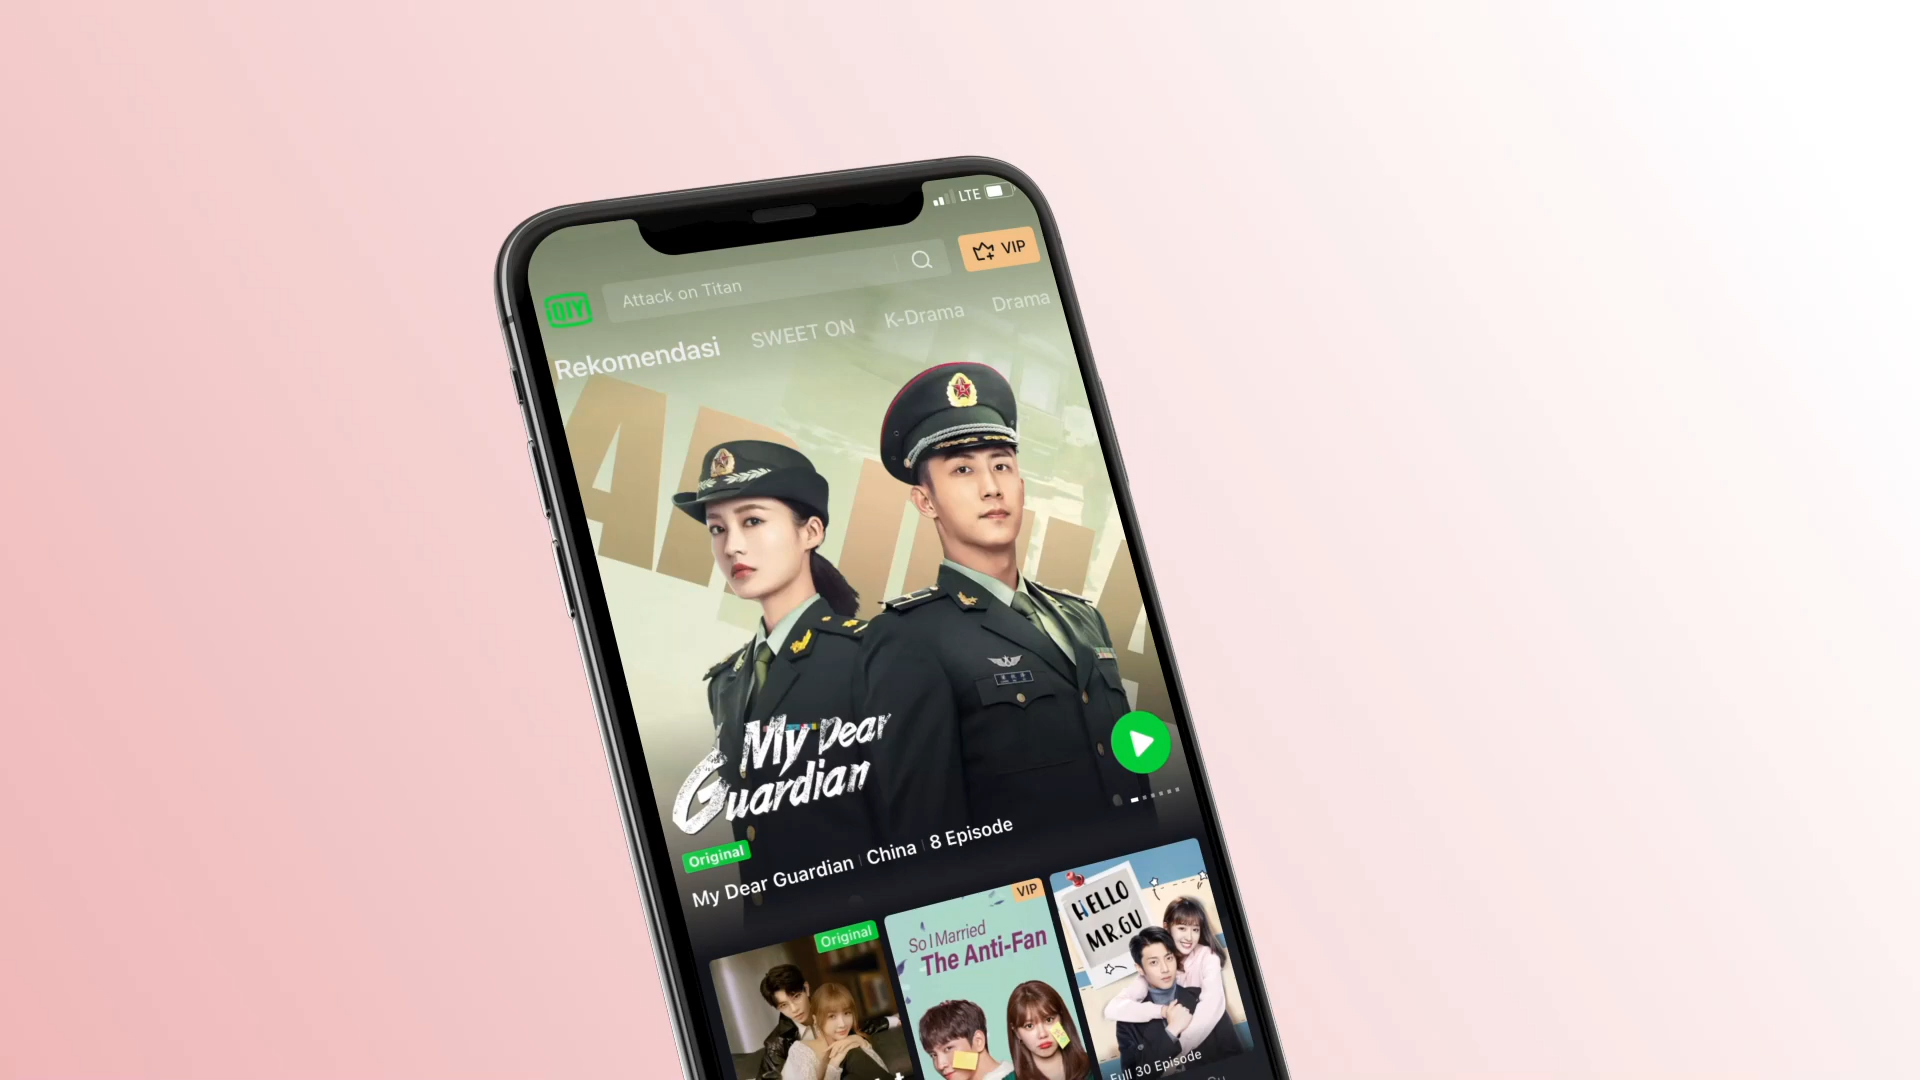 LTE
VIP
Attack on Titan
QIY
Rekomendasi
SWEET ON
K-Drama
Drama
My Dear
Guardian
Original
My Dear Guardian | China | 8 Episode
Original
VIP
So I Married
The Anti-Fan
HELLO
MR.GU
Full 30 Episode